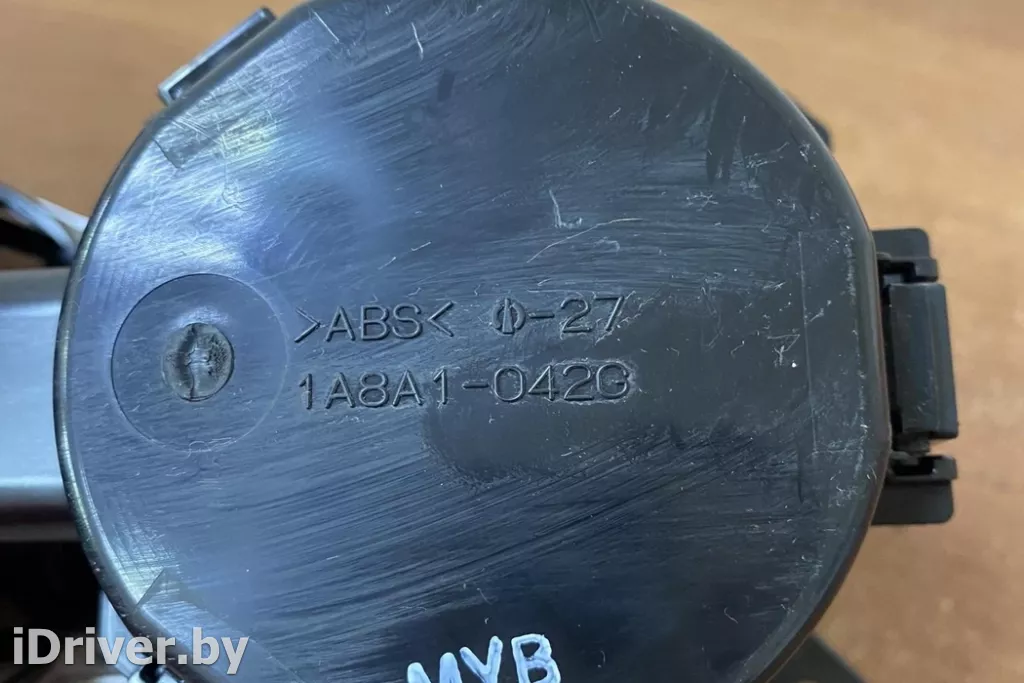 >ABS< ⏀-27
1A8A1-042G
MYB
iDriver.by